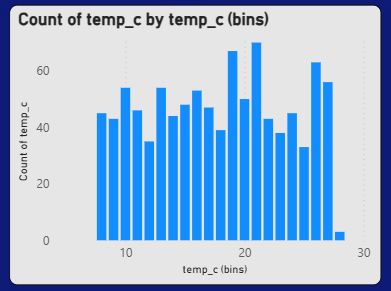 Count of temp_c by temp_c (bins)
Count of temp_c
60
40
20
0
10 20 30
temp_c (bins)